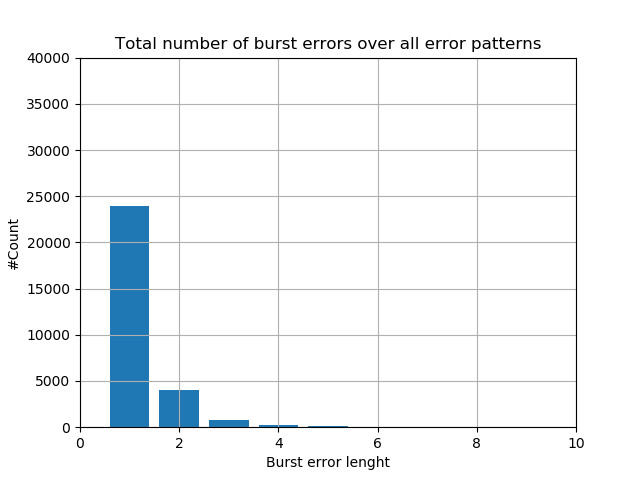 Total number of burst errors over all error patterns
40000
35000
30000
25000
20000
15000
10000
5000
0
#Count
0 2 4 6 8 10
Burst error lenght